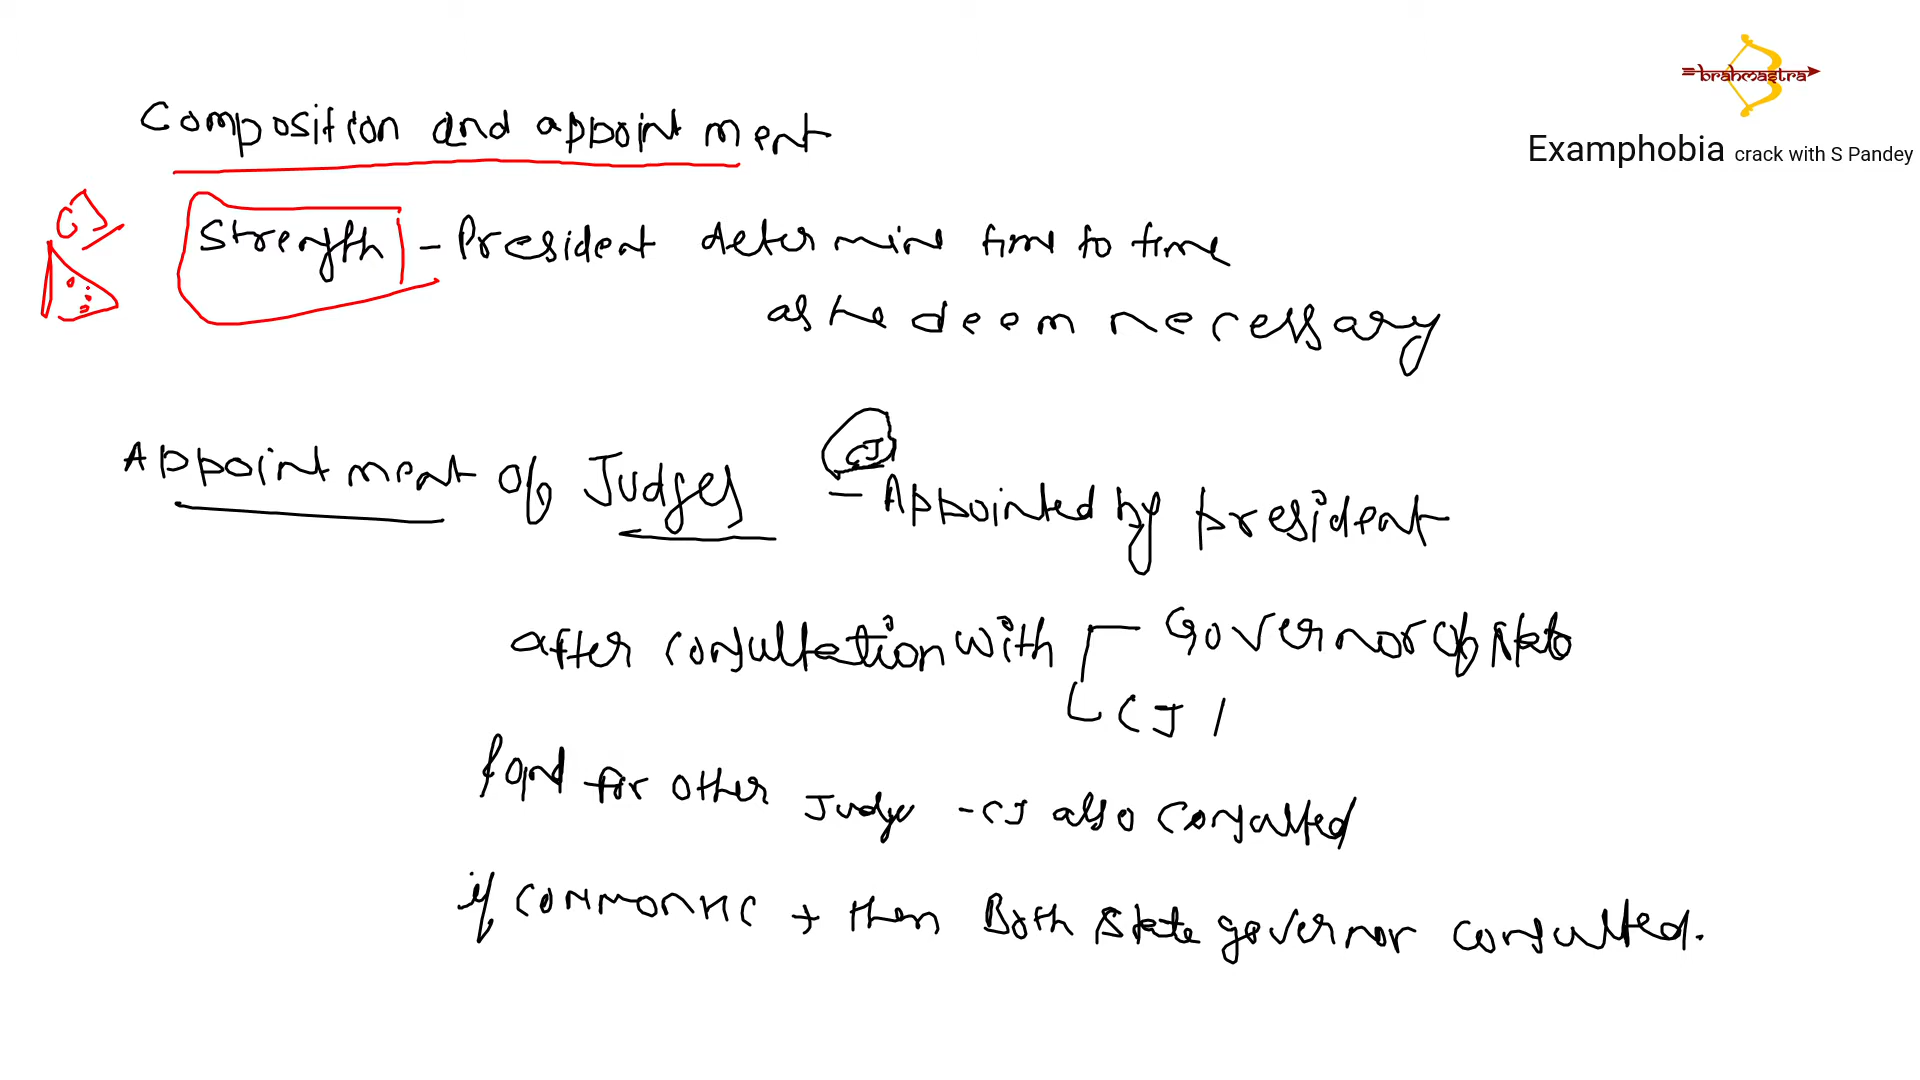 brahmastra
Examphobia crack with S Pandey
Composition and appointment
CJ
Strength - President determine time to time
as he deem necessary
CJ
Appointment of Judges - Appointed by president
after consultation with Governor of state
CJI
and for other Judge - CJ also consulted
if common HC → then Both state governor consulted.